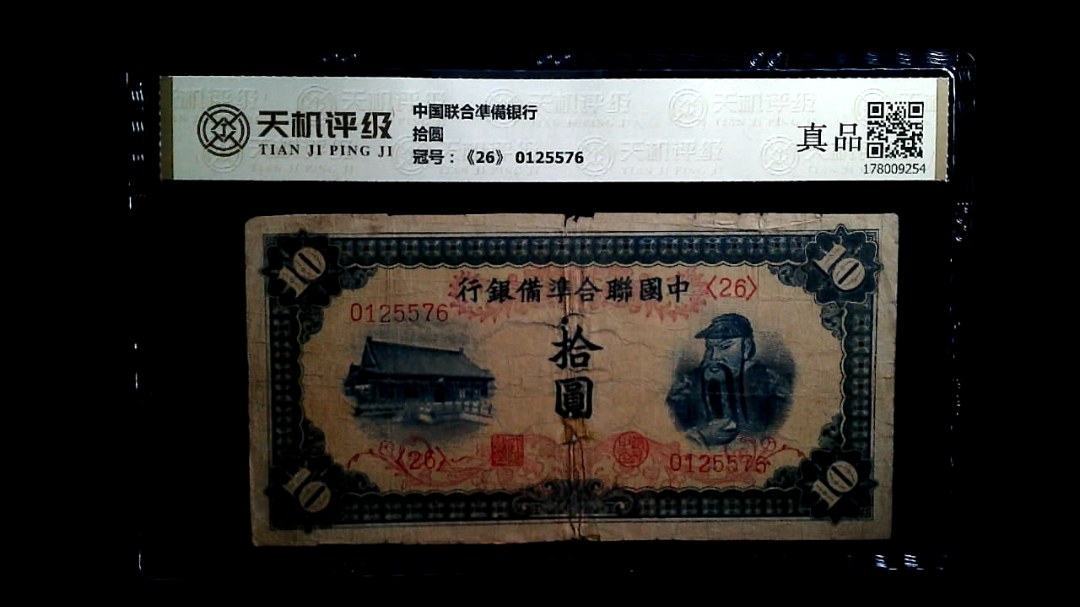 天机评级
TIAN JI PING JI
中国联合凖備银行
拾圆
冠号：《26》 0125576
真品
178009254
10
10
行銀備準合聯國中
〈26〉
0125576
拾
圓
〈26〉
0125576
10
10